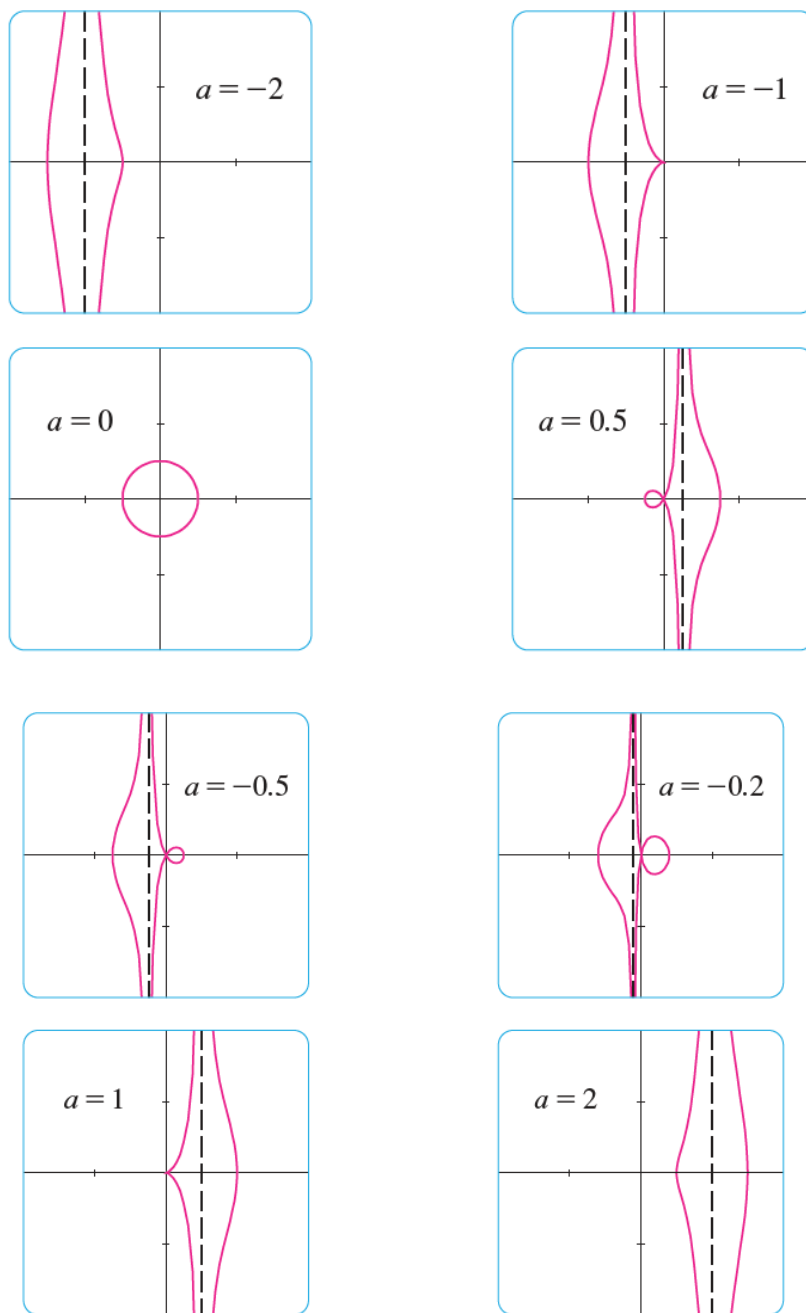 a = −2
a = −1
a = 0
a = 0.5
a = −0.5
a = −0.2
a = 1
a = 2